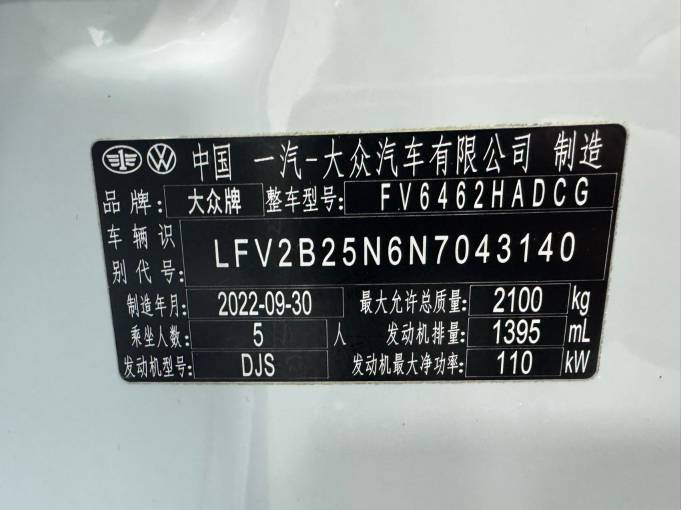 中国 一汽-大众汽车有限公司 制造
品牌: 大众牌 整车型号: FV6462HADCG
车辆识别代号: LFV2B25N6N7043140
制造年月: 2022-09-30 最大允许总质量: 2100 kg
乘坐人数: 5 人 发动机排量: 1395 mL
发动机型号: DJS 发动机最大净功率: 110 kW